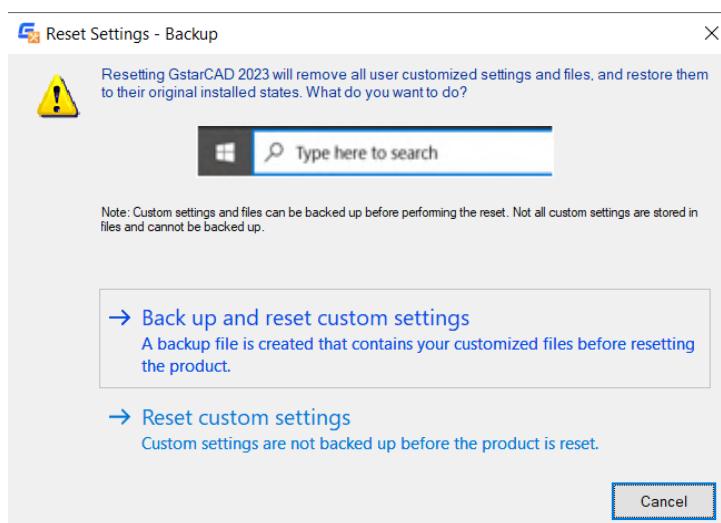 Reset Settings - Backup
Resetting GstarCAD 2023 will remove all user customized settings and files, and restore them
to their original installed states. What do you want to do?
Type here to search
Note: Custom settings and files can be backed up before performing the reset. Not all custom settings are stored in
files and cannot be backed up.
Back up and reset custom settings
A backup file is created that contains your customized files before resetting
the product.
Reset custom settings
Custom settings are not backed up before the product is reset.
Cancel